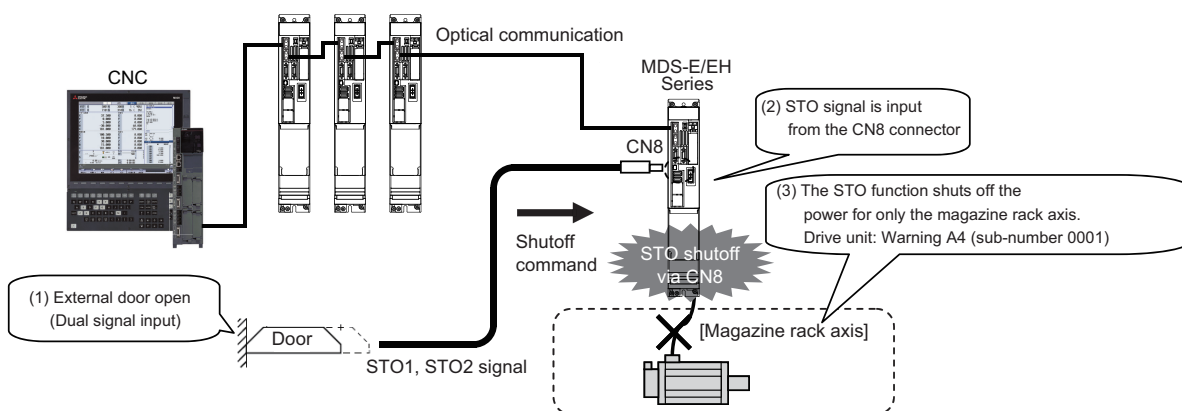 Optical communication
CNC
MDS-E/EH
Series
(2) STO signal is input
from the CN8 connector
CN8
(3) The STO function shuts off the
power for only the magazine rack axis.
Drive unit: Warning A4 (sub-number 0001)
Shutoff
command
STO shutoff
via CN8
(1) External door open
(Dual signal input)
Door
STO1, STO2 signal
[Magazine rack axis]